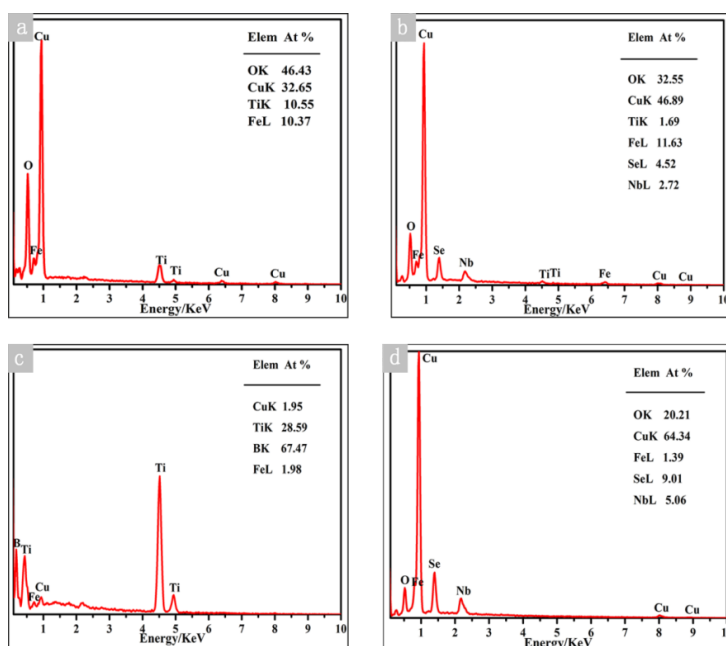 a
Cu
Elem At %
OK 46.43
CuK 32.65
TiK 10.55
FeL 10.37
O
Fe
Ti
Ti
Cu
Cu
1 2 3 4 5 6 7 8 9 10
Energy/KeV
b
Cu
Elem At %
OK 32.55
CuK 46.89
TiK 1.69
FeL 11.63
SeL 4.52
NbL 2.72
O
Fe
Se
Nb
Ti Ti
Fe
Cu Cu
1 2 3 4 5 6 7 8 9 10
Energy/KeV
c
Elem At %
CuK 1.95
TiK 28.59
BK 67.47
FeL 1.98
Ti
B
Ti
Fe
Cu
Ti
1 2 3 4 5 6 7 8 9 10
Energy/KeV
d
Cu
Elem At %
OK 20.21
CuK 64.34
FeL 1.39
SeL 9.01
NbL 5.06
O Fe
Se
Nb
Cu Cu
1 2 3 4 5 6 7 8 9 10
Energy/KeV